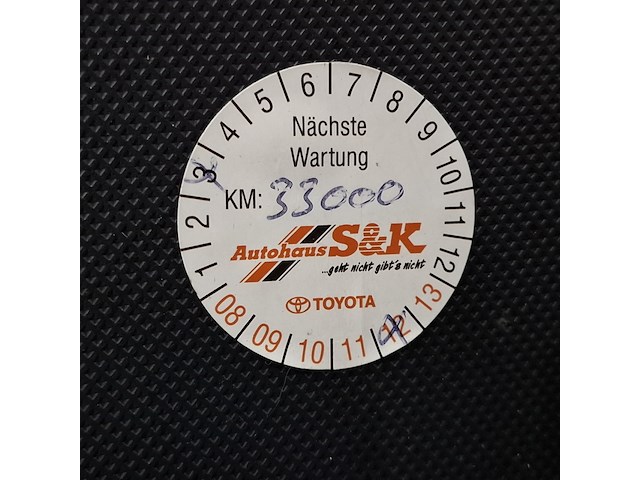 1 2 3 4 5 6 7 8 9 10 11 12
Nächste
Wartung
KM: 33000
Autohaus S&K
...geht nicht gibt's nicht
TOYOTA
08 09 10 11 12 13